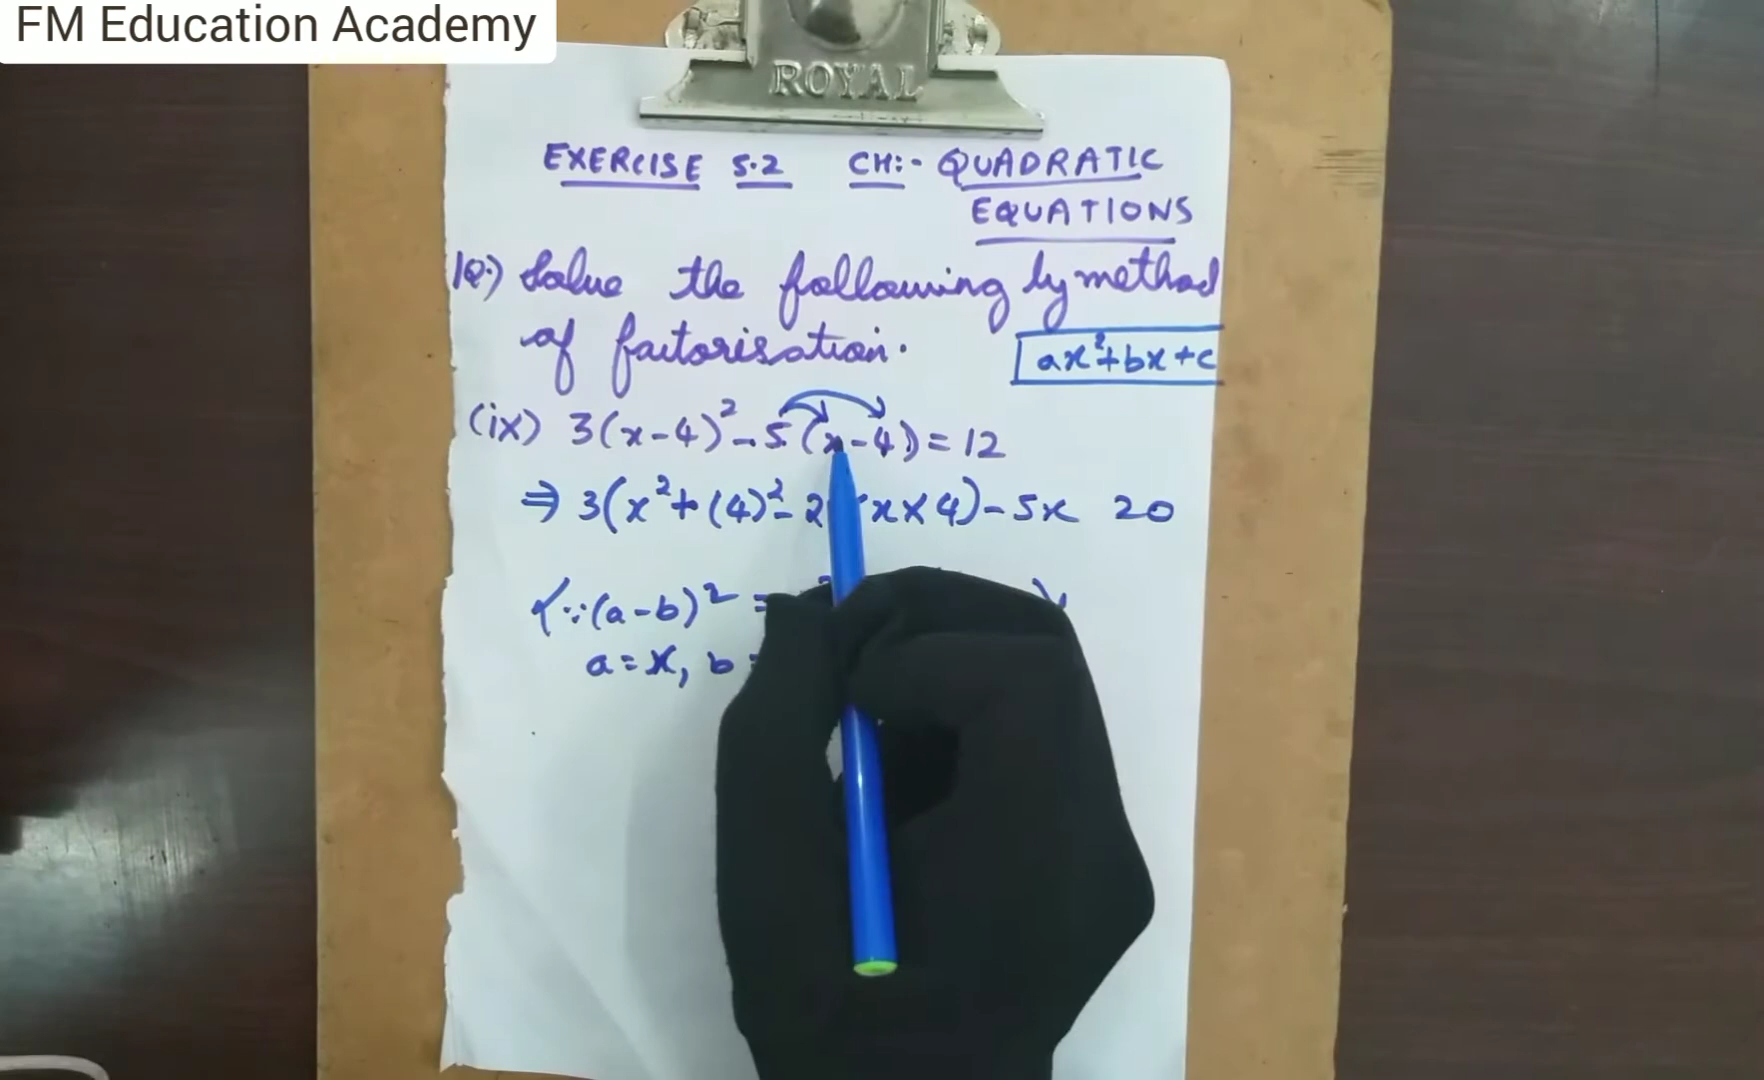 FM Education Academy
ROYAL
EXERCISE 5.2 CH:- QUADRATIC
EQUATIONS
1Q.) Solve the following by method
of factorisation.
ax²+bx+c
(ix) 3(x-4)²-5(x-4)=12
⇒ 3(x²+(4)²-2 x×4)-5x 20
{∵(a-b)² =
a=x, b=